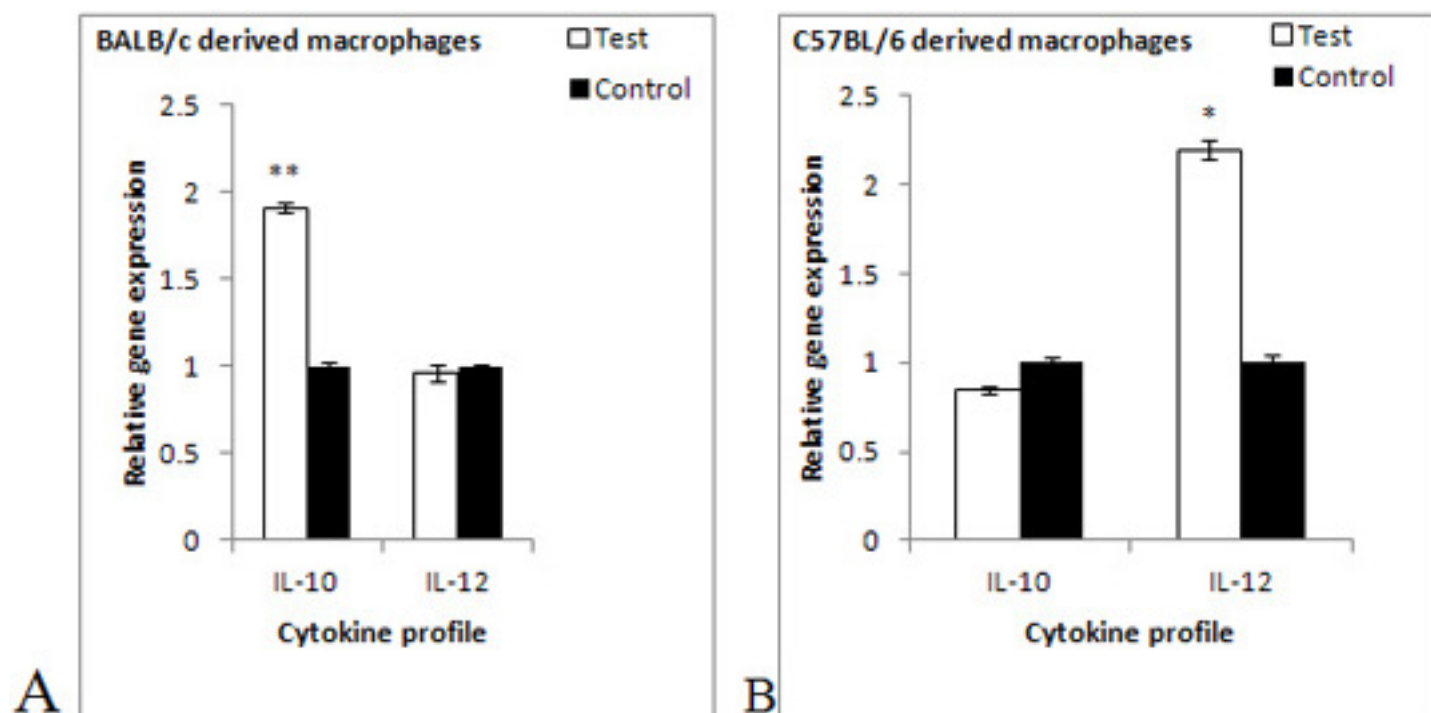 BALB/c derived macrophages
Test
Control
Relative gene expression
2.5
2
1.5
1
0.5
0
**
IL-10 IL-12
Cytokine profile
A
C57BL/6 derived macrophages
Test
Control
Relative gene expression
2.5
2
1.5
1
0.5
0
*
IL-10 IL-12
Cytokine profile
B